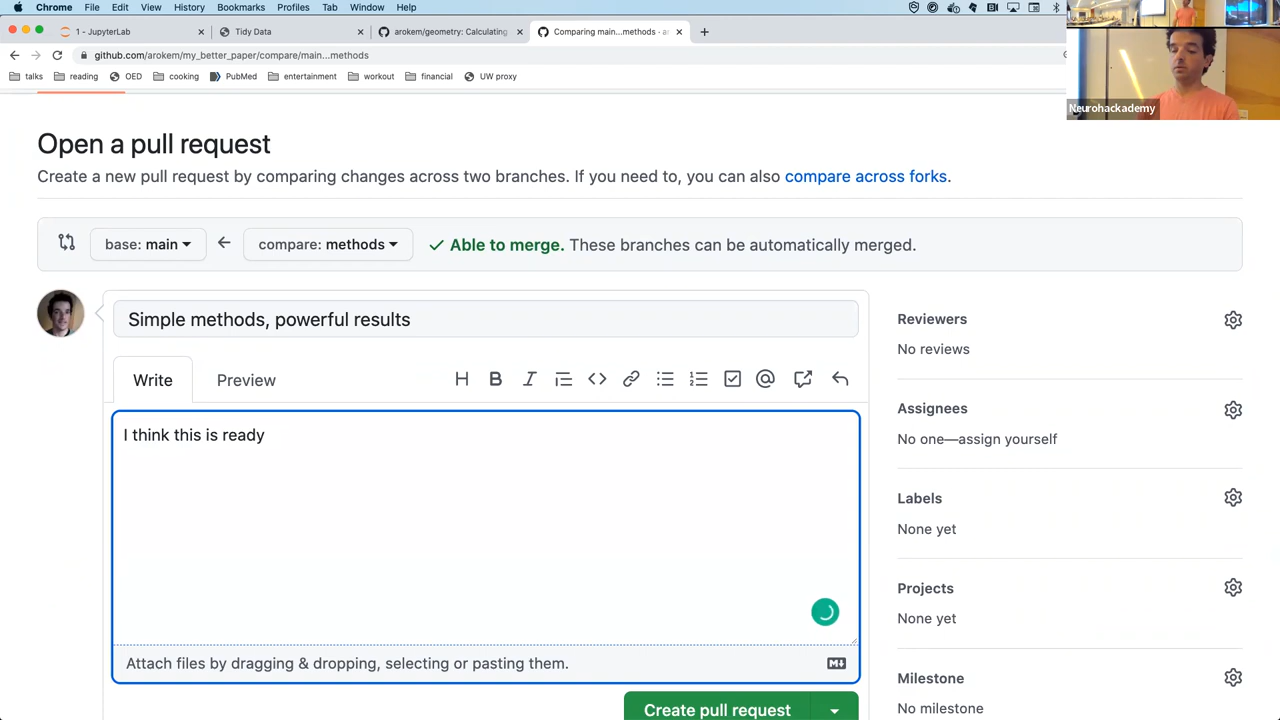 Chrome File Edit View History Bookmarks Profiles Tab Window Help
1 - JupyterLab
Tidy Data
arokem/geometry: Calculating
Comparing main...methods - ar
github.com/arokem/my_better_paper/compare/main...methods
talks reading OED cooking PubMed entertainment workout financial UW proxy
Neurohackademy
Open a pull request
Create a new pull request by comparing changes across two branches. If you need to, you can also compare across forks.
base: main compare: methods Able to merge. These branches can be automatically merged.
Simple methods, powerful results
Write Preview
I think this is ready
Attach files by dragging & dropping, selecting or pasting them.
Create pull request
Reviewers
No reviews
Assignees
No one—assign yourself
Labels
None yet
Projects
None yet
Milestone
No milestone